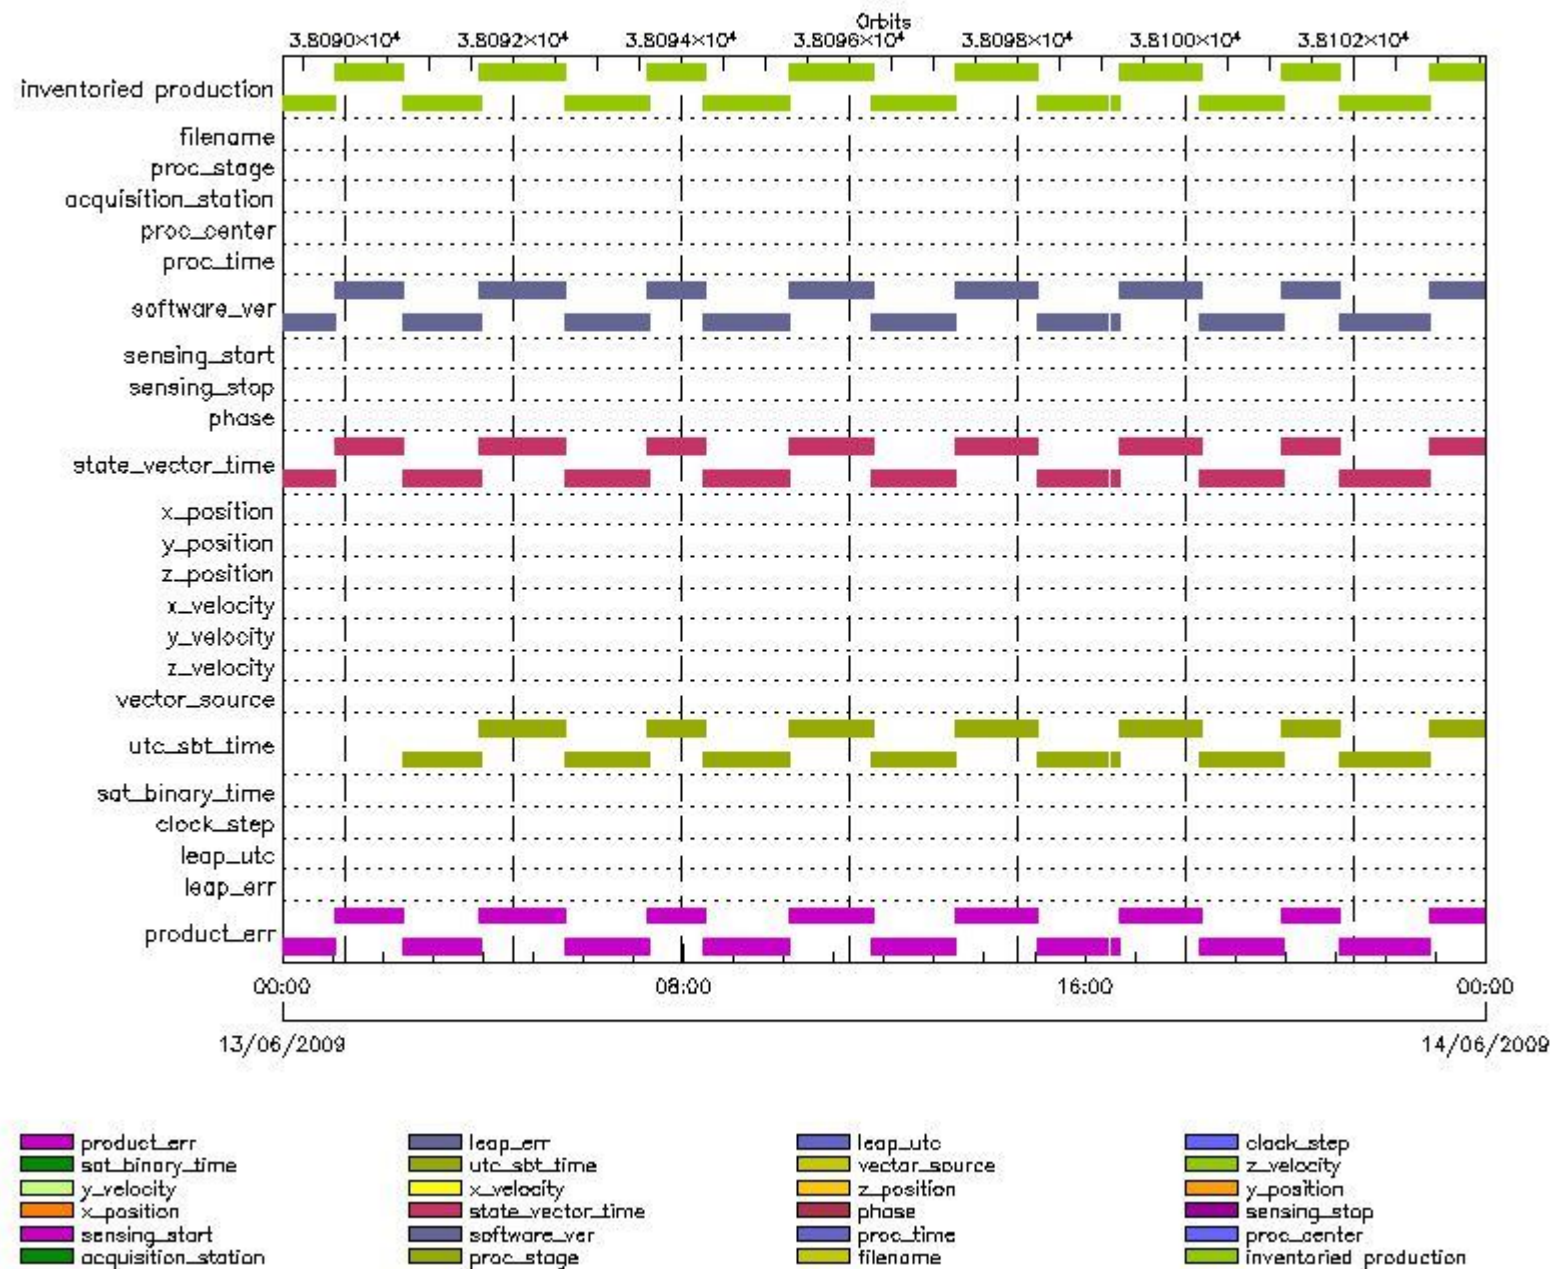 Orbits
3.8090×10⁴ 3.8092×10⁴ 3.8094×10⁴ 3.8096×10⁴ 3.8098×10⁴ 3.8100×10⁴ 3.8102×10⁴
inventoried production
filename
proc_stage
acquisition_station
proc_center
proc_time
software_ver
sensing_start
sensing_stop
phase
state_vector_time
x_position
y_position
z_position
x_velocity
y_velocity
z_velocity
vector_source
utc_sbt_time
sat_binary_time
clock_step
leap_utc
leap_err
product_err
00:00 08:00 16:00 00:00
13/06/2009 14/06/2009
product_err leap_err leap_utc clock_step
sat_binary_time utc_sbt_time vector_source z_velocity
y_velocity x_velocity z_position y_position
x_position state_vector_time phase sensing_stop
sensing_start software_ver proc_time proc_center
acquisition_station proc_stage filename inventoried production